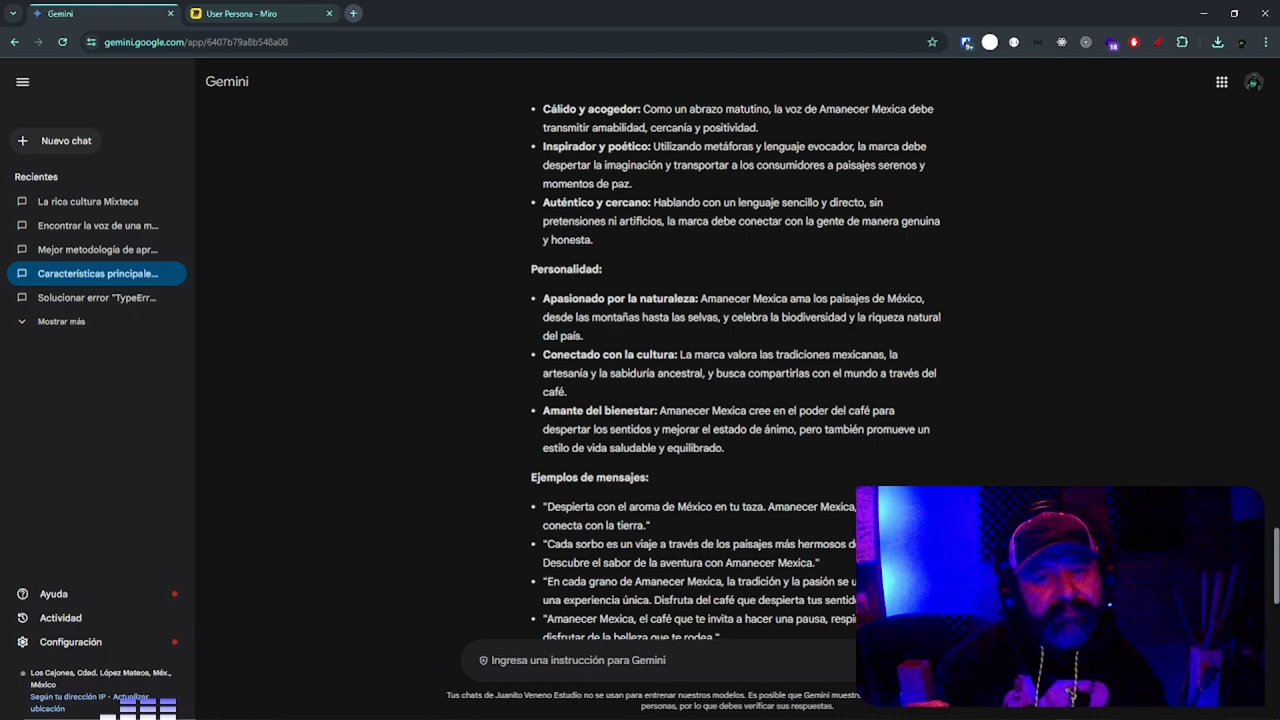 Gemini
User Persona - Miro
gemini.google.com/app/6407b79a8b548a08
9+
18
Gemini
Nuevo chat
Recientes
La rica cultura Mixteca
Encontrar la voz de una m...
Mejor metodología de apr...
Características principale...
Solucionar error "TypeErr...
Mostrar más
Cálido y acogedor: Como un abrazo matutino, la voz de Amanecer Mexica debe
transmitir amabilidad, cercanía y positividad.
Inspirador y poético: Utilizando metáforas y lenguaje evocador, la marca debe
despertar la imaginación y transportar a los consumidores a paisajes serenos y
momentos de paz.
Auténtico y cercano: Hablando con un lenguaje sencillo y directo, sin
pretensiones ni artificios, la marca debe conectar con la gente de manera genuina
y honesta.
Personalidad:
Apasionado por la naturaleza: Amanecer Mexica ama los paisajes de México,
desde las montañas hasta las selvas, y celebra la biodiversidad y la riqueza natural
del país.
Conectado con la cultura: La marca valora las tradiciones mexicanas, la
artesanía y la sabiduría ancestral, y busca compartirlas con el mundo a través del
café.
Amante del bienestar: Amanecer Mexica cree en el poder del café para
despertar los sentidos y mejorar el estado de ánimo, pero también promueve un
estilo de vida saludable y equilibrado.
Ejemplos de mensajes:
"Despierta con el aroma de México en tu taza. Amanecer Mexica,
conecta con la tierra."
"Cada sorbo es un viaje a través de los paisajes más hermosos de
Descubre el sabor de la aventura con Amanecer Mexica."
"En cada grano de Amanecer Mexica, la tradición y la pasión se u
una experiencia única. Disfruta del café que despierta tus sentid
"Amanecer Mexica, el café que te invita a hacer una pausa, respi
disfrutar de la belleza que te rodea."
Ingresa una instrucción para Gemini
Tus chats de Juanito Veneno Estudio no se usan para entrenar nuestros modelos. Es posible que Gemini muestre
personas, por lo que debes verificar sus respuestas.
Ayuda
Actividad
Configuración
Los Cajones, Cdad. López Mateos, Méx.,
México
Según tu dirección IP - Actualizar
ubicación